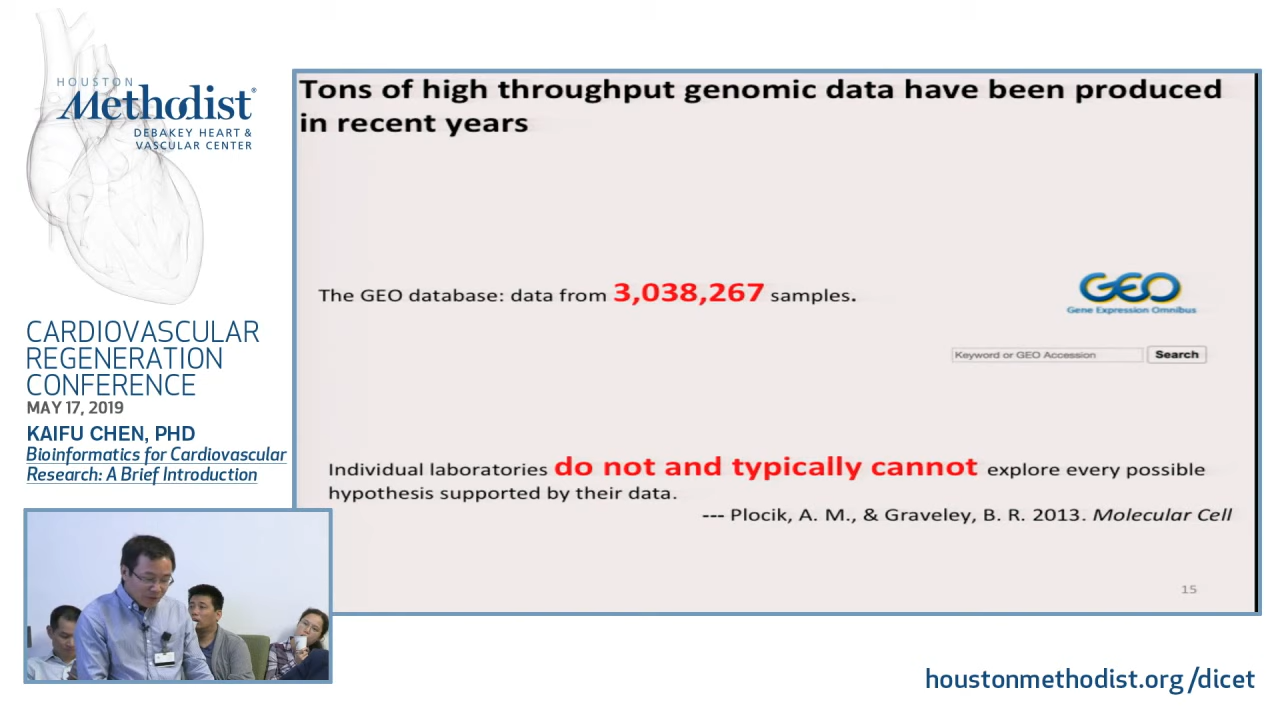 HOUSTON
Methodist®
DEBAKEY HEART &
VASCULAR CENTER
CARDIOVASCULAR
REGENERATION
CONFERENCE
MAY 17, 2019
KAIFU CHEN, PHD
Bioinformatics for Cardiovascular
Research: A Brief Introduction
Tons of high throughput genomic data have been produced
in recent years
The GEO database: data from 3,038,267 samples.
GEO
Gene Expression Omnibus
Keyword or GEO Accession Search
Individual laboratories do not and typically cannot explore every possible
hypothesis supported by their data.
--- Plocik, A. M., & Graveley, B. R. 2013. Molecular Cell
15
houstonmethodist.org/dicet